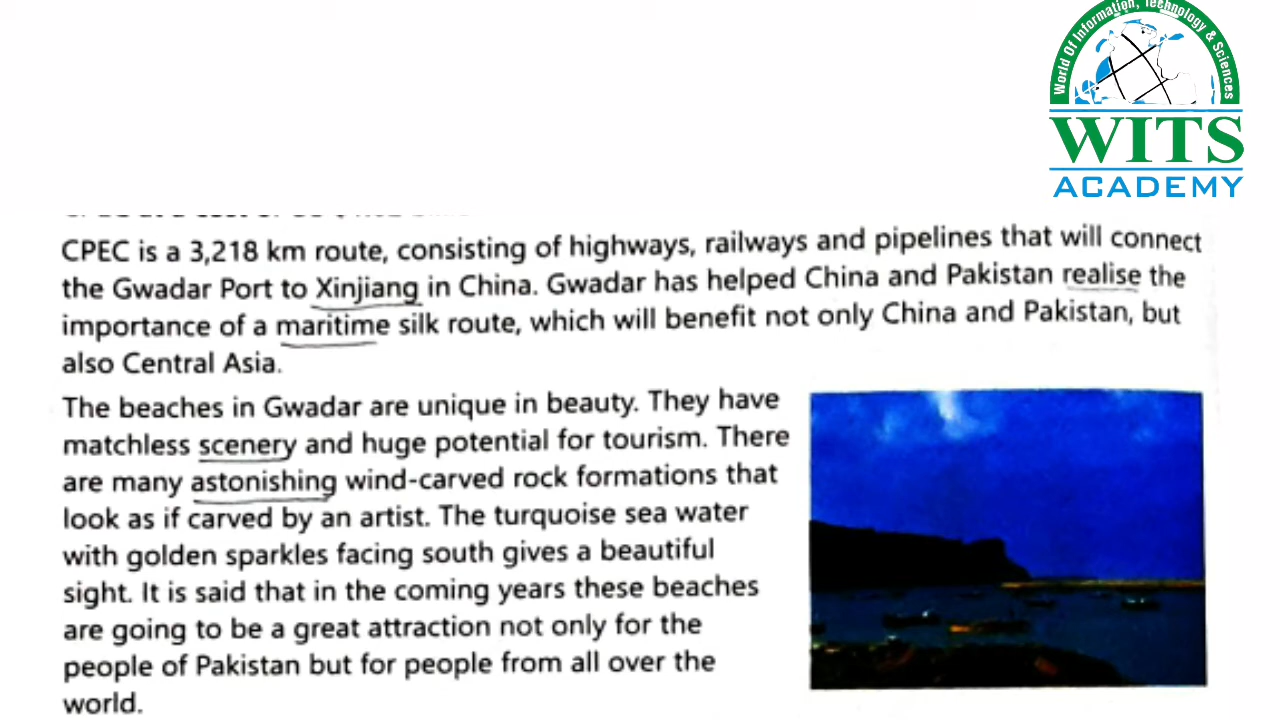 World Of Information, Technology & Sciences
WITS
ACADEMY
CPEC is a 3,218 km route, consisting of highways, railways and pipelines that will connect
the Gwadar Port to Xinjiang in China. Gwadar has helped China and Pakistan realise the
importance of a maritime silk route, which will benefit not only China and Pakistan, but
also Central Asia.
The beaches in Gwadar are unique in beauty. They have
matchless scenery and huge potential for tourism. There
are many astonishing wind-carved rock formations that
look as if carved by an artist. The turquoise sea water
with golden sparkles facing south gives a beautiful
sight. It is said that in the coming years these beaches
are going to be a great attraction not only for the
people of Pakistan but for people from all over the
world.